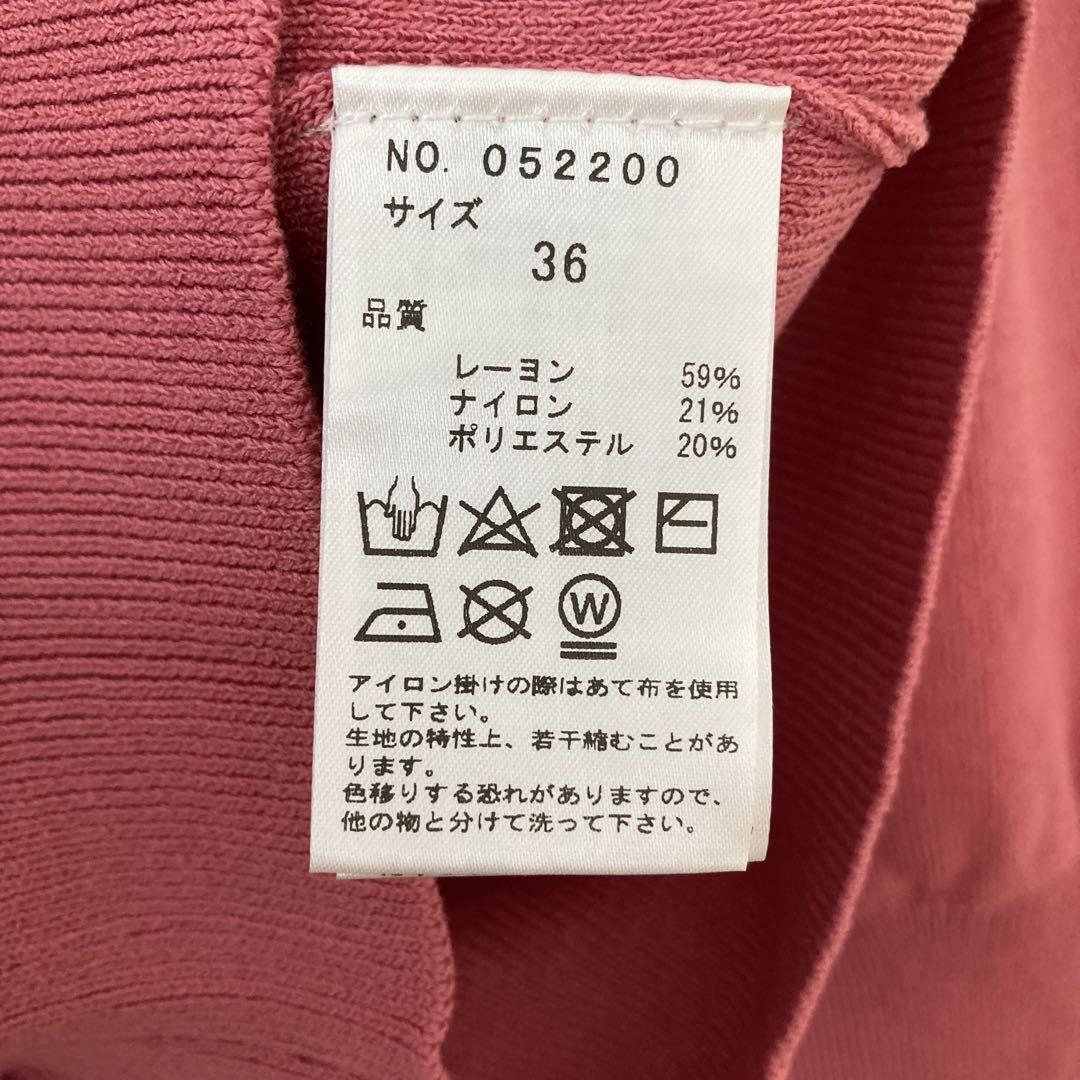 NO. 052200
サイズ
36
品質
レーヨン 59%
ナイロン 21%
ポリエステル 20%
W
アイロン掛けの際はあて布を使用
して下さい。
生地の特性上、若干縮むことがあ
ります。
色移りする恐れがありますので、
他の物と分けて洗って下さい。